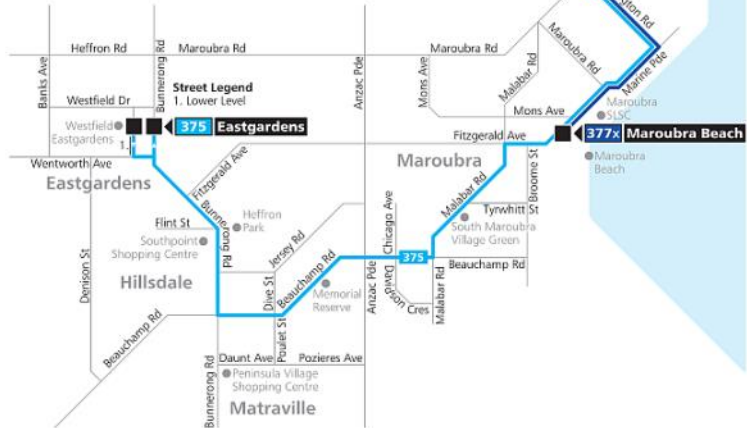 gton Rd
Heffron Rd
Maroubra Rd
Maroubra Rd
Maroubra Rd
Marine Pde
Banks Ave
Bunnerong Rd
Anzac Pde
Mons Ave
Malabar Rd
Street Legend
1. Lower Level
Westfield Dr
Mons Ave
Maroubra
SLSC
Westfield
Eastgardens
375 Eastgardens
1.
Fitzgerald Ave
377x Maroubra Beach
Wentworth Ave
Fitzgerald Ave
Maroubra
Maroubra
Beach
Eastgardens
Broome St
Malabar Rd
Chicago Ave
Tyrwhitt St
Bunnerong Rd
Heffron
Park
Flint St
South Maroubra
Village Green
Southpoint
Shopping Centre
Jersey Rd
Denison St
375
Beauchamp Rd
Hillsdale
Dive St
Beauchamp Rd
Anzac Pde
Davidson
Cres
Malabar Rd
Memorial
Reserve
Beauchamp Rd
Poulet St
Daunt Ave
Pozieres Ave
Bunnerong Rd
Peninsula Village
Shopping Centre
Matraville